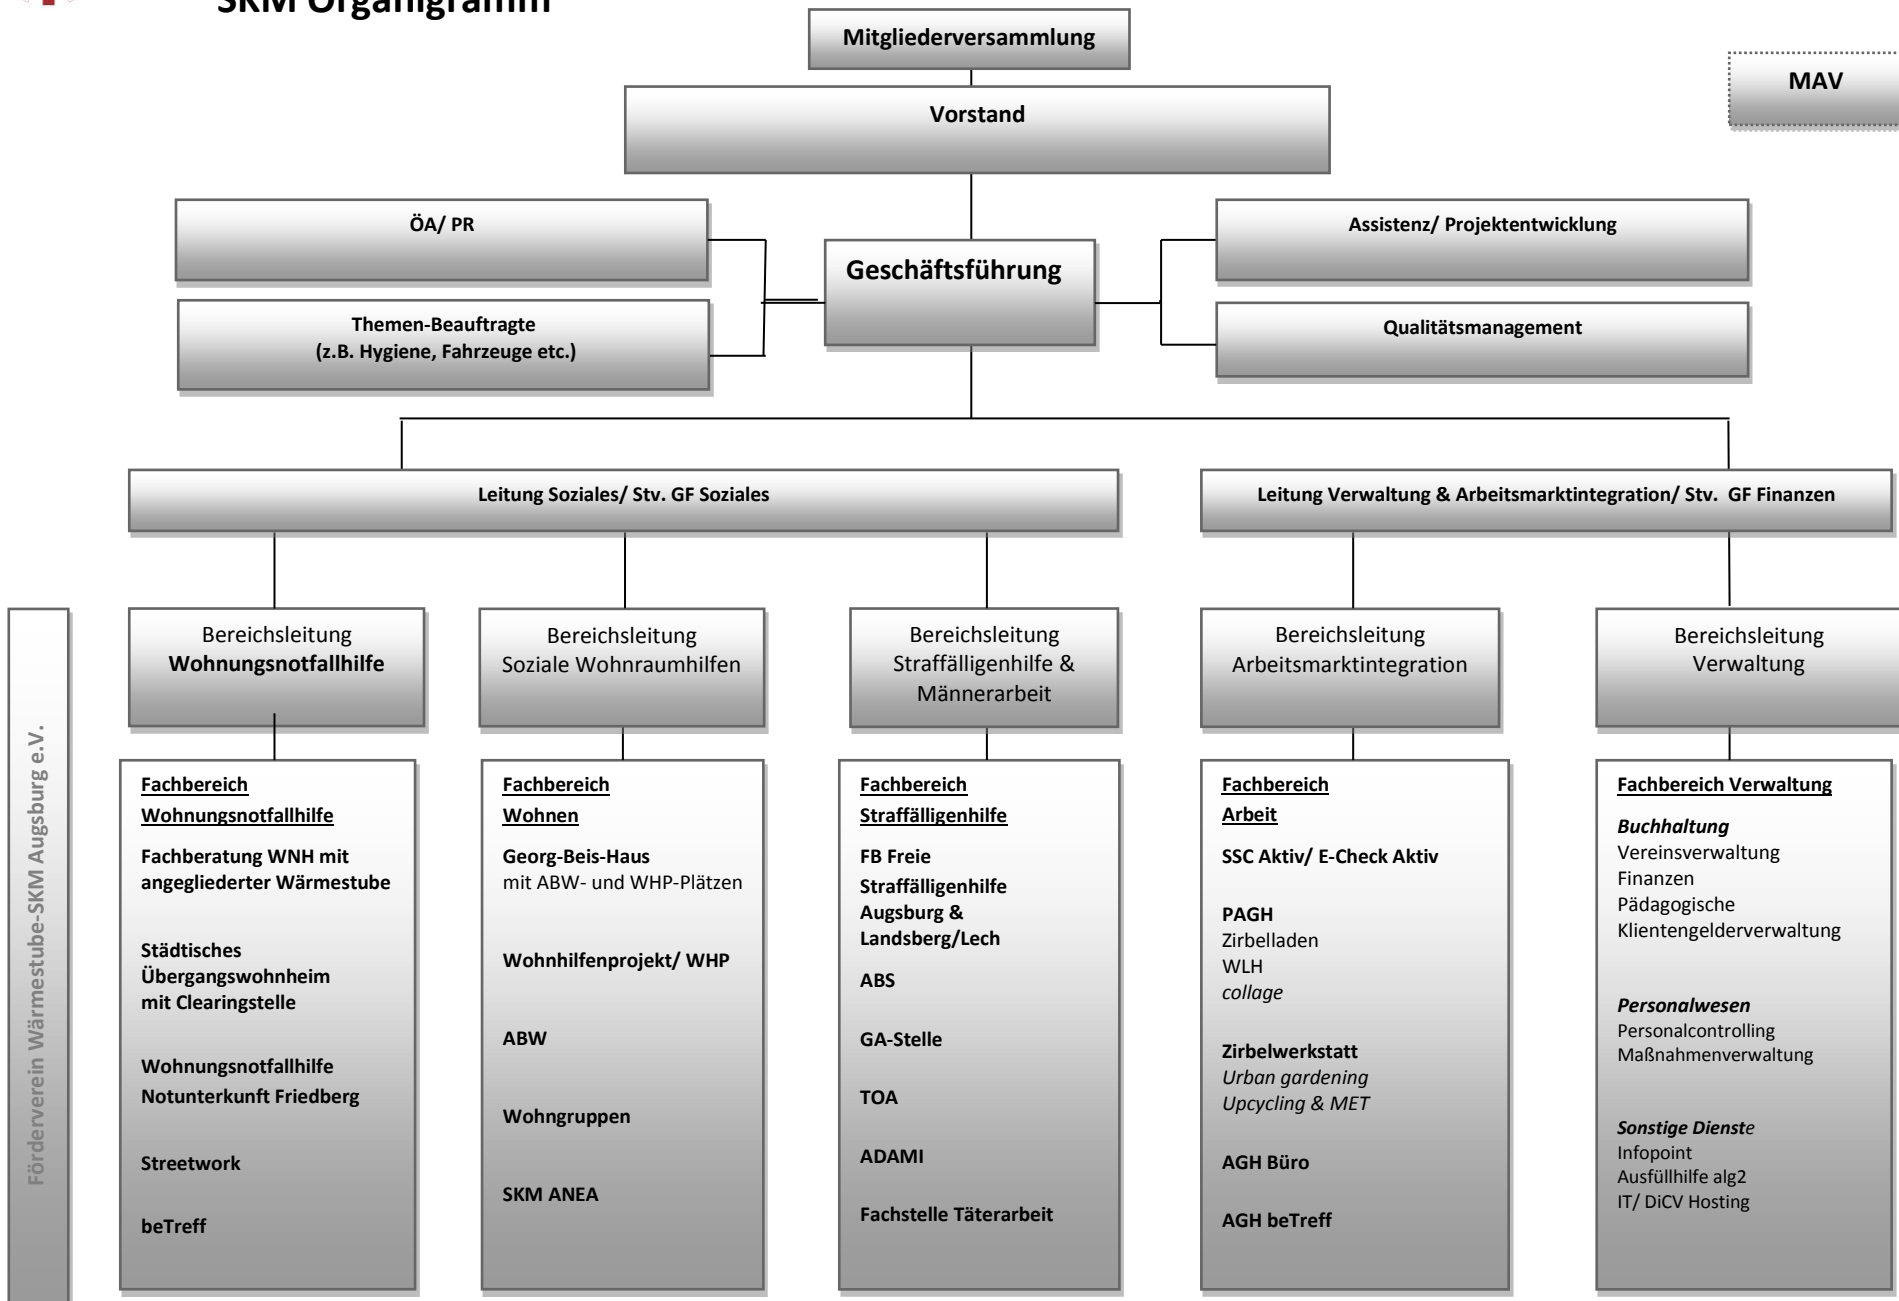 SKM Organigramm
Mitgliederversammlung
MAV
Vorstand
ÖA/ PR
Assistenz/ Projektentwicklung
Geschäftsführung
Themen-Beauftragte
(z.B. Hygiene, Fahrzeuge etc.)
Qualitätsmanagement
Leitung Soziales/ Stv. GF Soziales
Leitung Verwaltung & Arbeitsmarktintegration/ Stv. GF Finanzen
Bereichsleitung
Wohnungsnotfallhilfe
Bereichsleitung
Soziale Wohnraumhilfen
Bereichsleitung
Straffälligenhilfe &
Männerarbeit
Bereichsleitung
Arbeitsmarktintegration
Bereichsleitung
Verwaltung
Förderverein Wärmestube-SKM Augsburg e.V.
Fachbereich
Wohnungsnotfallhilfe
Fachberatung WNH mit
angegliederter Wärmestube
Städtisches
Übergangswohnheim
mit Clearingstelle
Wohnungsnotfallhilfe
Notunterkunft Friedberg
Streetwork
beTreff
Fachbereich
Wohnen
Georg-Beis-Haus
mit ABW- und WHP-Plätzen
Wohnhilfenprojekt/ WHP
ABW
Wohngruppen
SKM ANEA
Fachbereich
Straffälligenhilfe
FB Freie
Straffälligenhilfe
Augsburg &
Landsberg/Lech
ABS
GA-Stelle
TOA
ADAMI
Fachstelle Täterarbeit
Fachbereich
Arbeit
SSC Aktiv/ E-Check Aktiv
PAGH
Zirbelladen
WLH
collage
Zirbelwerkstatt
Urban gardening
Upcycling & MET
AGH Büro
AGH beTreff
Fachbereich Verwaltung
Buchhaltung
Vereinsverwaltung
Finanzen
Pädagogische
Klientengelderverwaltung
Personalwesen
Personalcontrolling
Maßnahmenverwaltung
Sonstige Dienste
Infopoint
Ausfüllhilfe alg2
IT/ DiCV Hosting